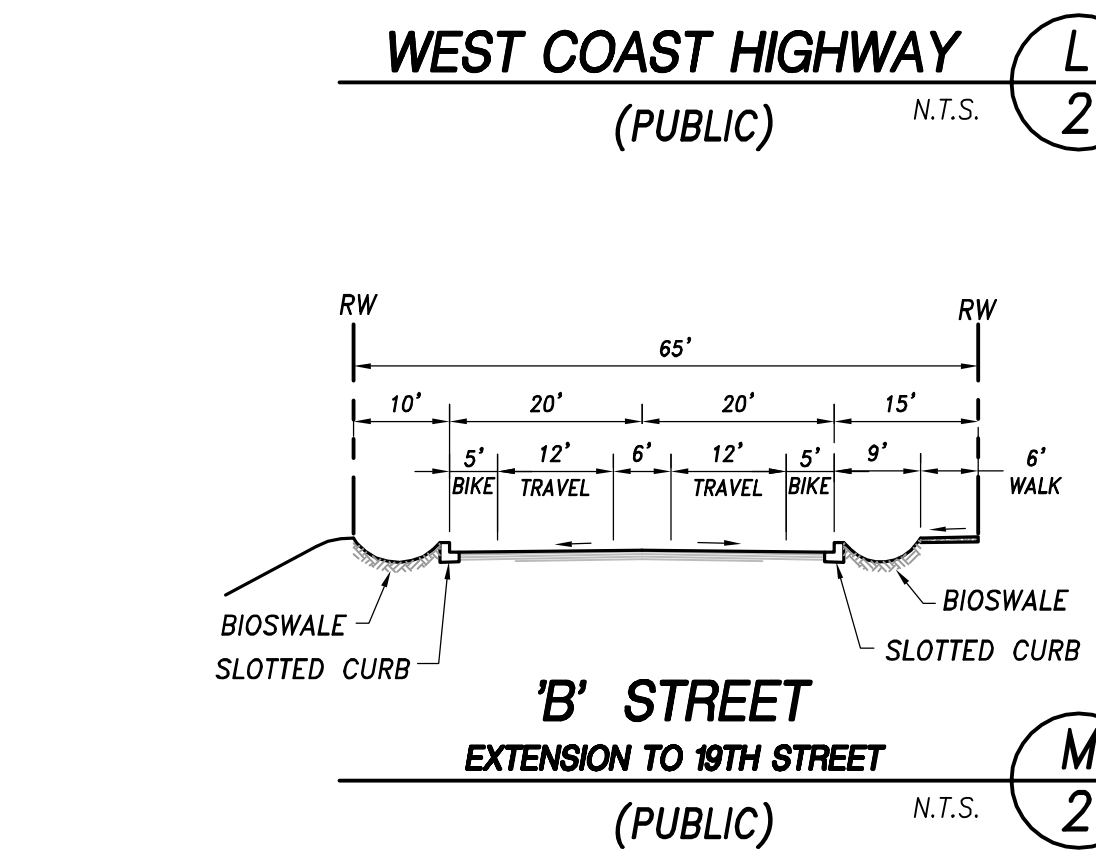 WEST COAST HIGHWAY
L
2
(PUBLIC)
N.T.S.
RW
RW
65'
10'
20'
20'
15'
5'
12'
6'
12'
5'
9'
6'
BIKE
TRAVEL
TRAVEL
BIKE
WALK
BIOSWALE
BIOSWALE
SLOTTED CURB
SLOTTED CURB
'B' STREET
EXTENSION TO 19TH STREET
M
2
(PUBLIC)
N.T.S.